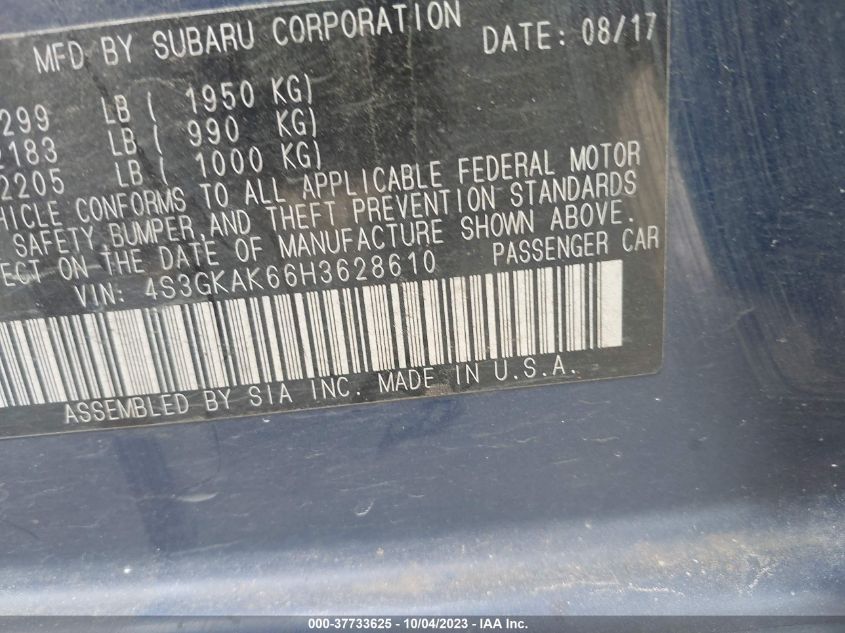 MFD BY SUBARU CORPORATION DATE: 08/17
299 LB ( 1950 KG)
2183 LB ( 990 KG)
2205 LB ( 1000 KG)
HICLE CONFORMS TO ALL APPLICABLE FEDERAL MOTOR
SAFETY, BUMPER, AND THEFT PREVENTION STANDARDS
ECT ON THE DATE OF MANUFACTURE SHOWN ABOVE.
VIN: 4S3GKAK66H3628610 PASSENGER CAR
ASSEMBLED BY SIA INC. MADE IN U.S.A.
000-37733625 - 10/04/2023 - IAA Inc.